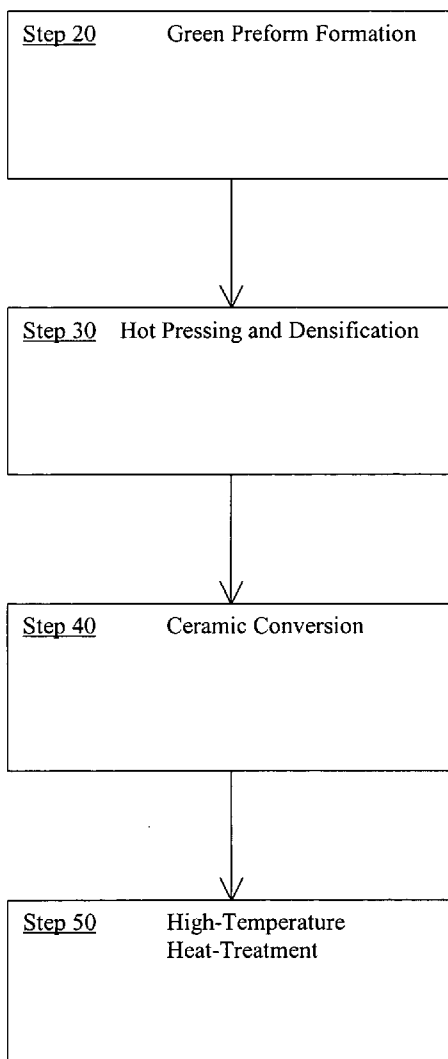 Step 20 Green Preform Formation
Step 30 Hot Pressing and Densification
Step 40 Ceramic Conversion
Step 50 High-Temperature
Heat-Treatment